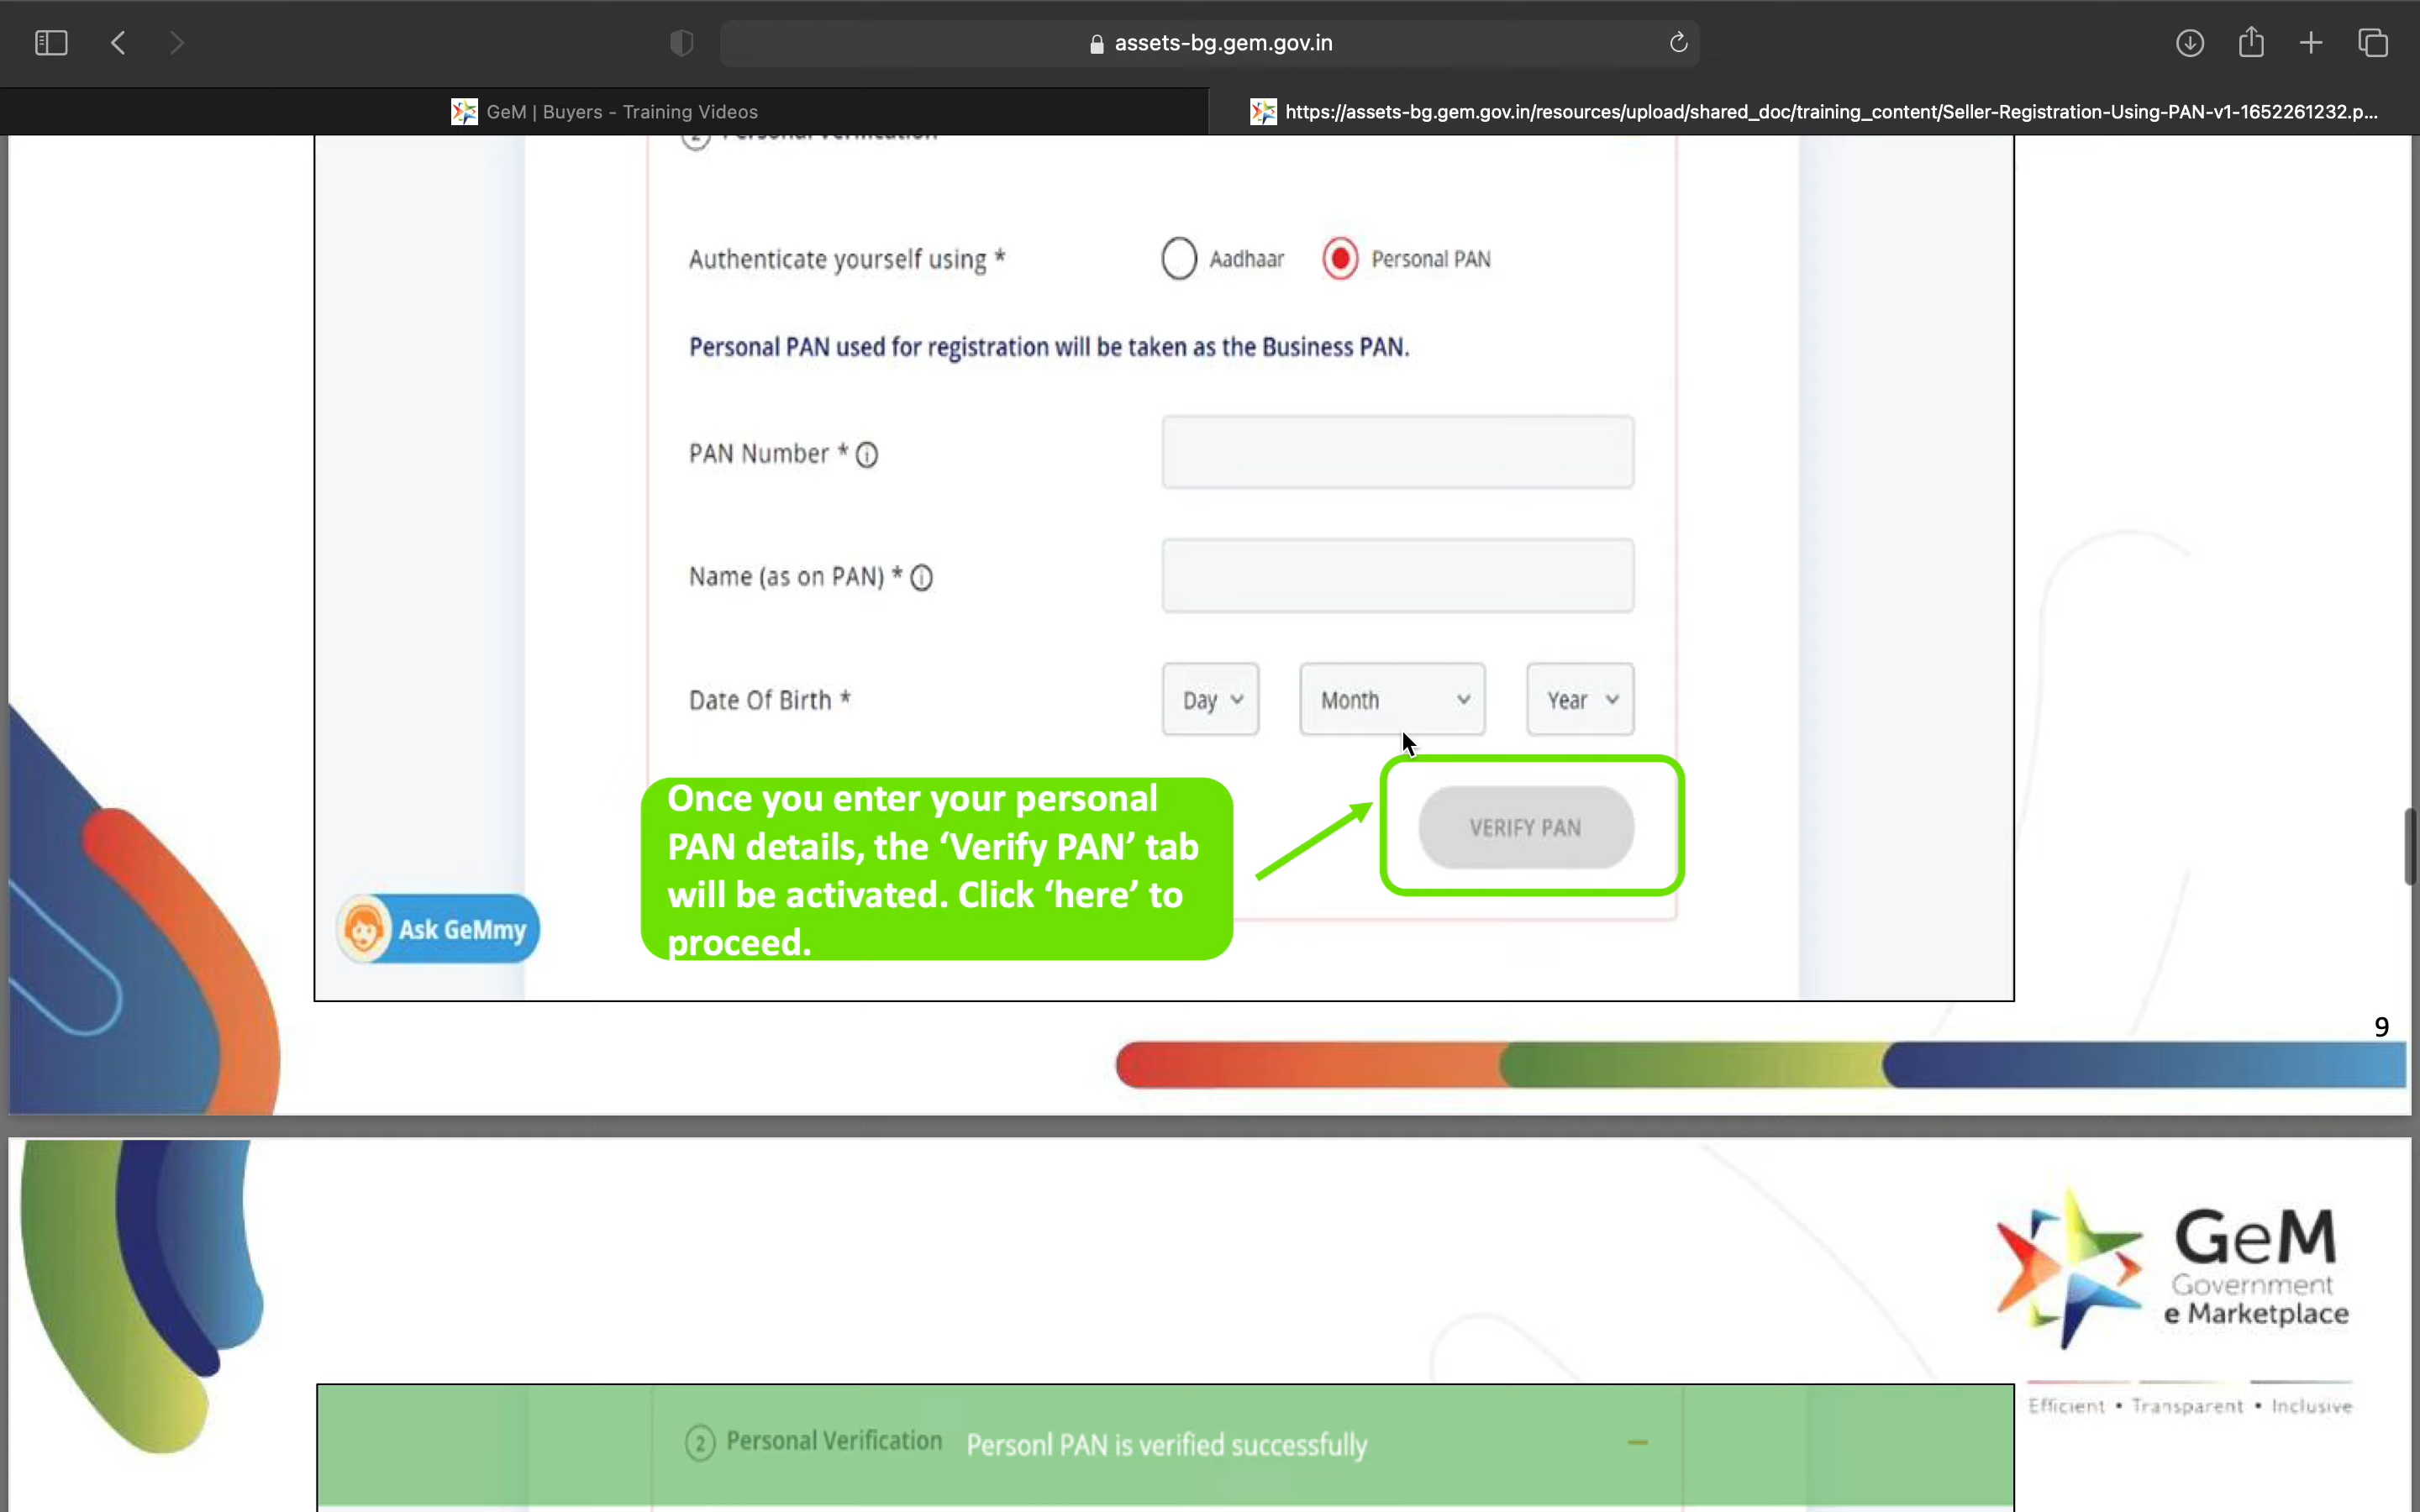 assets-bg.gem.gov.in
GeM | Buyers - Training Videos
https://assets-bg.gem.gov.in/resources/upload/shared_doc/training_content/Seller-Registration-Using-PAN-v1-1652261232.p...
2 Personal Verification
Authenticate yourself using *
Aadhaar
Personal PAN
Personal PAN used for registration will be taken as the Business PAN.
PAN Number *
Name (as on PAN) *
Date Of Birth *
Day
Month
Year
Once you enter your personal
PAN details, the ‘Verify PAN’ tab
will be activated. Click ‘here’ to
proceed.
VERIFY PAN
Ask GeMmy
9
GeM
Government
e Marketplace
Efficient • Transparent • Inclusive
2 Personal Verification
Personl PAN is verified successfully